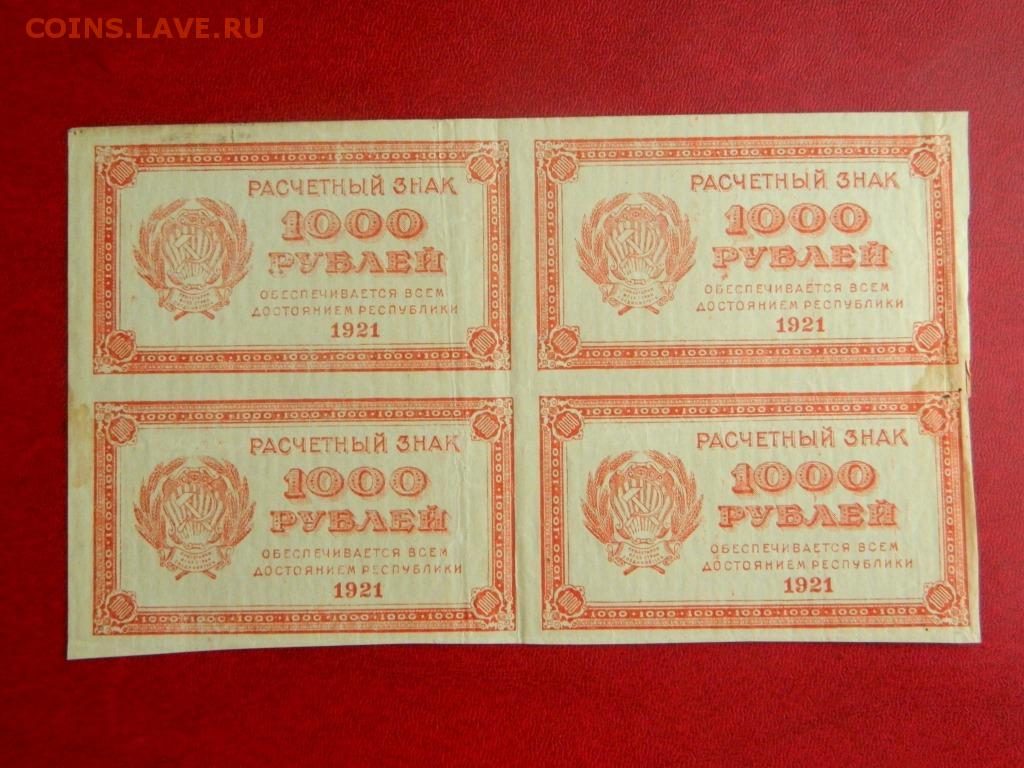 COINS.LAVE.RU
РАСЧЕТНЫЙ ЗНАК
1000
РУБЛЕЙ
ОБЕСПЕЧИВАЕТСЯ ВСЕМ
ДОСТОЯНИЕМ РЕСПУБЛИКИ
1921
РАСЧЕТНЫЙ ЗНАК
1000
РУБЛЕЙ
ОБЕСПЕЧИВАЕТСЯ ВСЕМ
ДОСТОЯНИЕМ РЕСПУБЛИКИ
1921
РАСЧЕТНЫЙ ЗНАК
1000
РУБЛЕЙ
ОБЕСПЕЧИВАЕТСЯ ВСЕМ
ДОСТОЯНИЕМ РЕСПУБЛИКИ
1921
РАСЧЕТНЫЙ ЗНАК
1000
РУБЛЕЙ
ОБЕСПЕЧИВАЕТСЯ ВСЕМ
ДОСТОЯНИЕМ РЕСПУБЛИКИ
1921